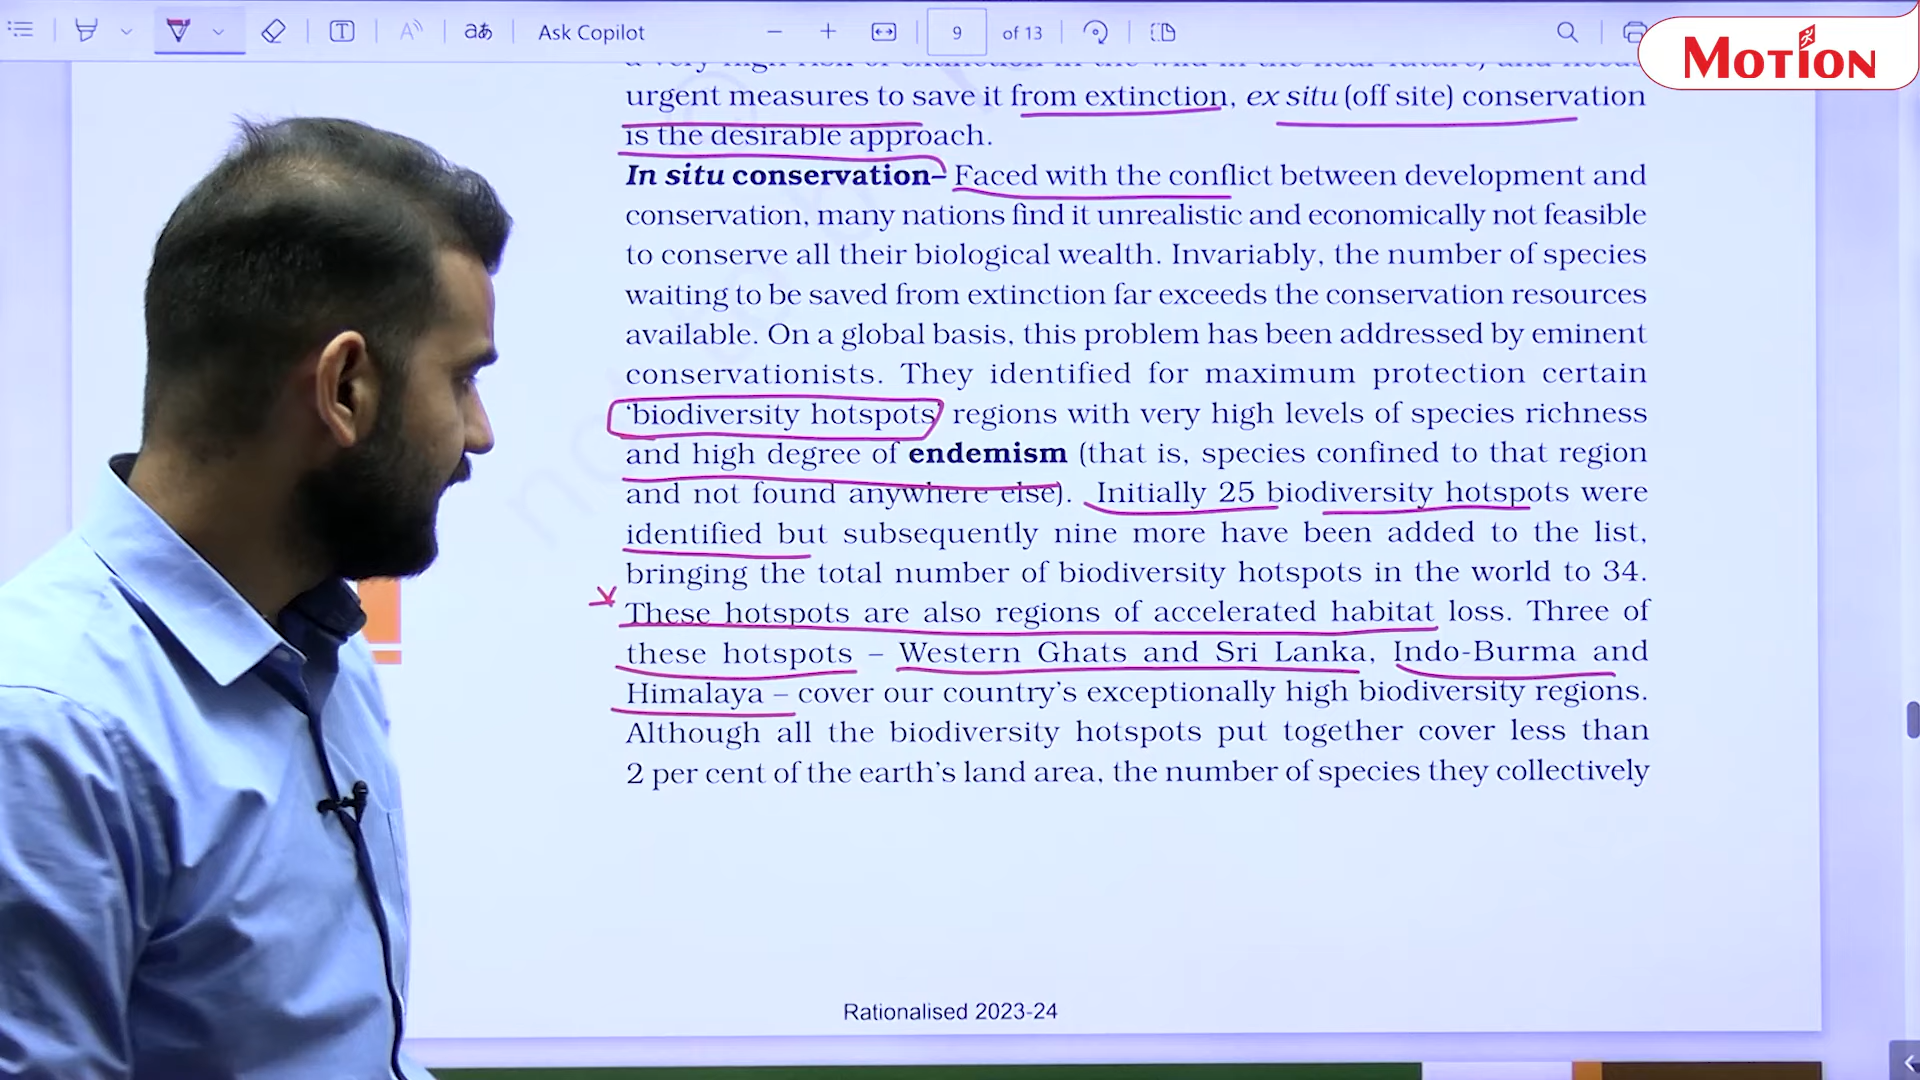 Ask Copilot
9 of 13
MOTION
urgent measures to save it from extinction, ex situ (off site) conservation
is the desirable approach.
In situ conservation– Faced with the conflict between development and
conservation, many nations find it unrealistic and economically not feasible
to conserve all their biological wealth. Invariably, the number of species
waiting to be saved from extinction far exceeds the conservation resources
available. On a global basis, this problem has been addressed by eminent
conservationists. They identified for maximum protection certain
‘biodiversity hotspots’ regions with very high levels of species richness
and high degree of endemism (that is, species confined to that region
and not found anywhere else). Initially 25 biodiversity hotspots were
identified but subsequently nine more have been added to the list,
bringing the total number of biodiversity hotspots in the world to 34.
These hotspots are also regions of accelerated habitat loss. Three of
these hotspots – Western Ghats and Sri Lanka, Indo-Burma and
Himalaya – cover our country’s exceptionally high biodiversity regions.
Although all the biodiversity hotspots put together cover less than
2 per cent of the earth’s land area, the number of species they collectively
Rationalised 2023-24